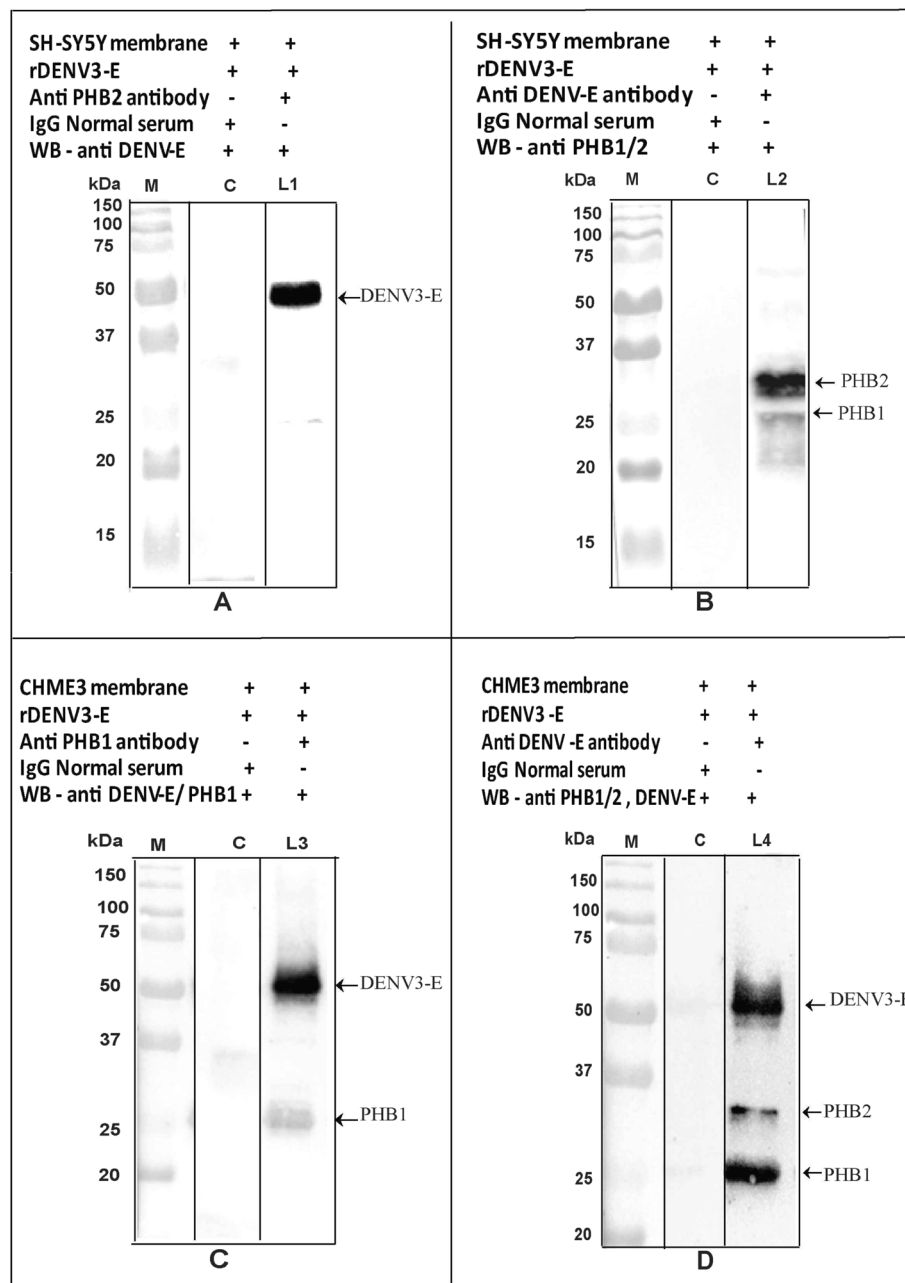 SH-SY5Y membrane + +
rDENV3-E + +
Anti PHB2 antibody - +
IgG Normal serum + -
WB - anti DENV-E + +
kDa M C L1
150
100
75
50
37
25
20
15
←DENV3-E
A
SH-SY5Y membrane + +
rDENV3-E + +
Anti DENV-E antibody - +
IgG Normal serum + -
WB - anti PHB1/2 + +
kDa M C L2
150
100
75
50
37
25
20
15
← PHB2
← PHB1
B
CHME3 membrane + +
rDENV3-E + +
Anti PHB1 antibody - +
IgG Normal serum + -
WB - anti DENV-E/ PHB1 + +
kDa M C L3
150
100
75
50
37
25
20
←DENV3-E
←PHB1
C
CHME3 membrane + +
rDENV3 -E + +
Anti DENV -E antibody - +
IgG Normal serum + -
WB - anti PHB1/2 , DENV-E + +
kDa M C L4
150
100
75
50
37
25
20
← DENV3-E
←PHB2
←PHB1
D